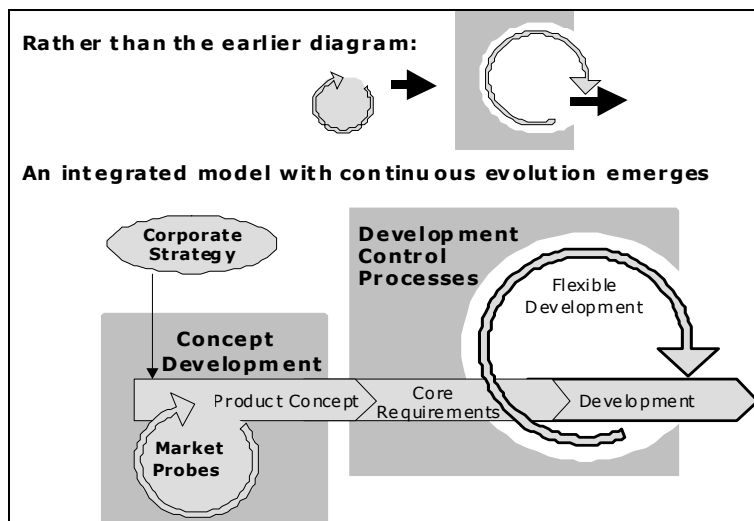 Rather than the earlier diagram:
An integrated model with continuous evolution emerges
Corporate
Strategy
Development
Control
Processes
Flexible
Development
Concept
Development
Product Concept
Core
Requirements
Development
Market
Probes